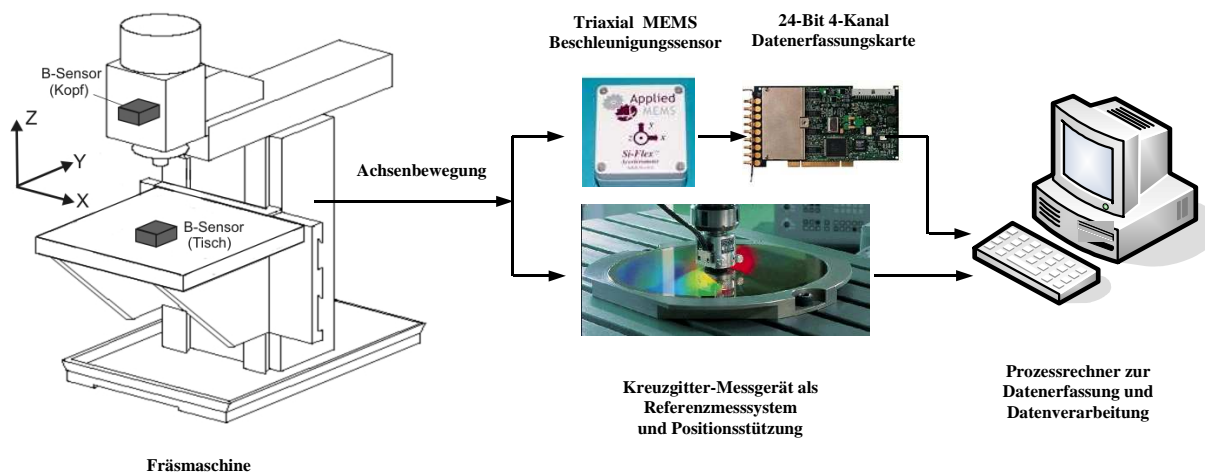 Triaxial MEMS
Beschleunigungssensor
24-Bit 4-Kanal
Datenerfassungskarte
B-Sensor
(Kopf)
Z
Y
X
Applied
MEMS
y
z
x
Si-Flex™
Achsenbewegung
B-Sensor
(Tisch)
Kreuzgitter-Messgerät als
Referenzmesssystem
und Positionsstützung
Prozessrechner zur
Datenerfassung und
Datenverarbeitung
Fräsmaschine